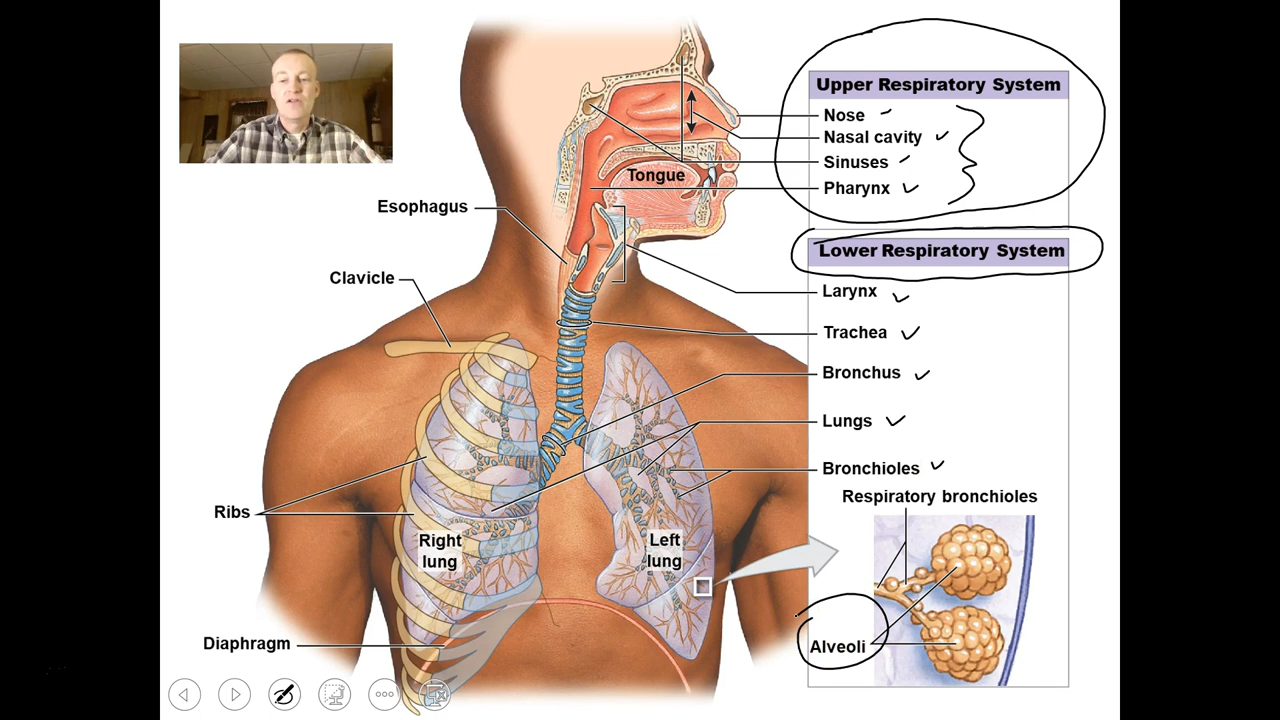 Upper Respiratory System
Nose
Nasal cavity
Sinuses
Pharynx
Tongue
Esophagus
Lower Respiratory System
Clavicle
Larynx
Trachea
Bronchus
Lungs
Bronchioles
Respiratory bronchioles
Ribs
Right
lung
Left
lung
Diaphragm
Alveoli